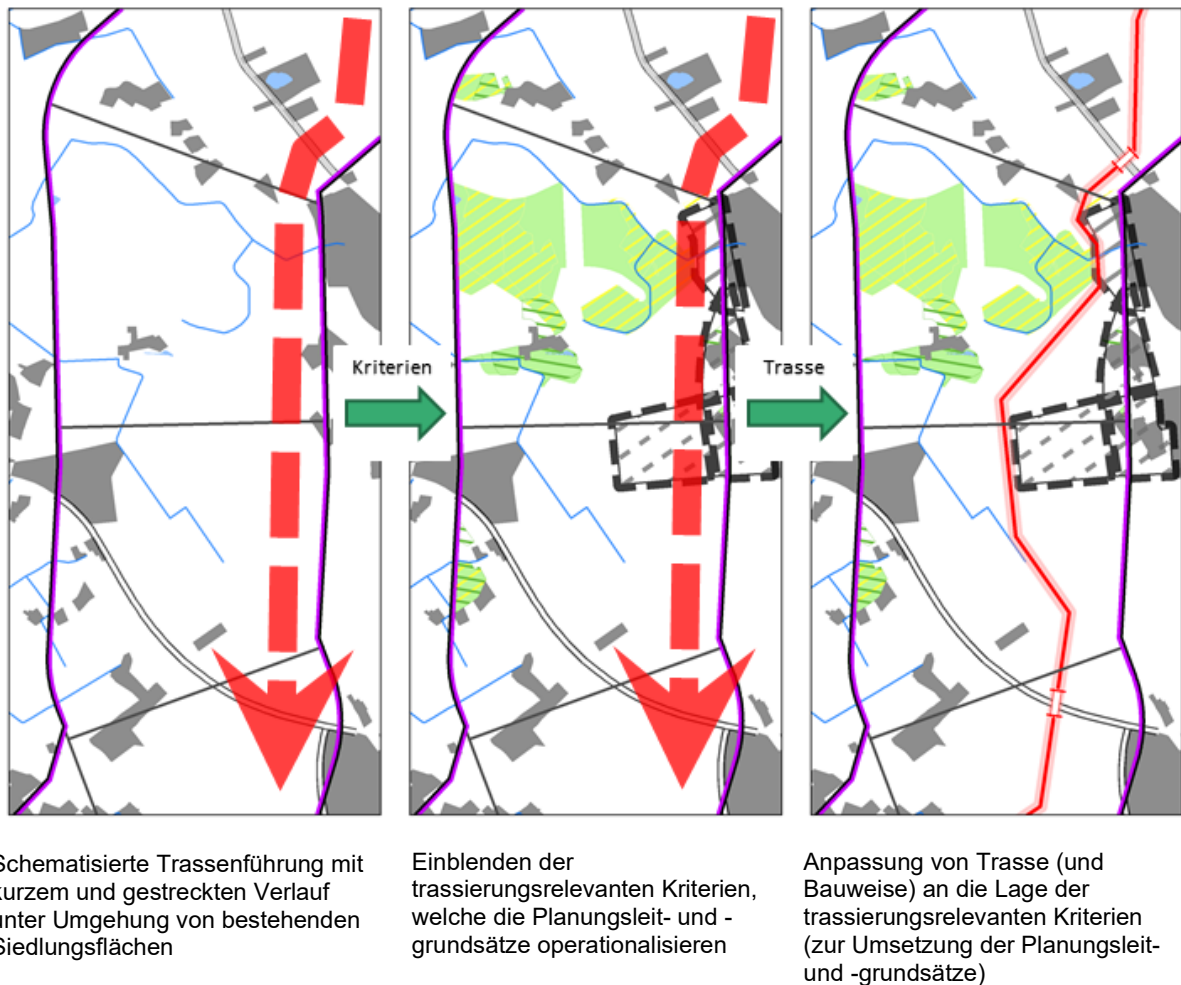 Kriterien
Trasse
Schematisierte Trassenführung mit
kurzem und gestreckten Verlauf
unter Umgehung von bestehenden
Siedlungsflächen
Einblenden der
trassierungsrelevanten Kriterien,
welche die Planungsleit- und -
grundsätze operationalisieren
Anpassung von Trasse (und
Bauweise) an die Lage der
trassierungsrelevanten Kriterien
(zur Umsetzung der Planungsleit-
und -grundsätze)